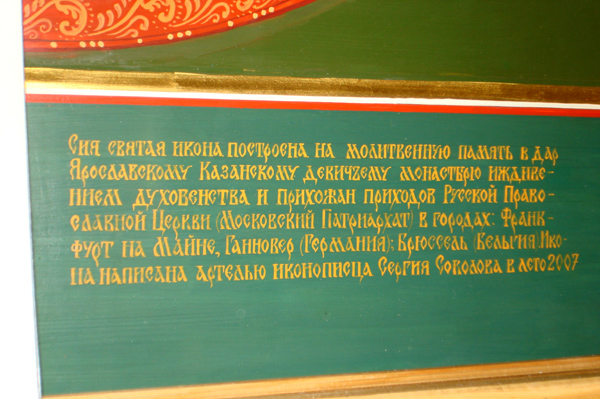 Сия святая икона построена на молитвенную память в дар
Ярославскому Казанскому девичьему монастырю иждиве-
нием духовенства и прихожан приходов Русской Право-
славной Церкви (Московский Патриархат) в городах: Франк-
фурт на Майне, Ганновер (Германия); Брюссель (Бельгия) Ико-
на написана артелью иконописца Сергия Соколова в лето 2007